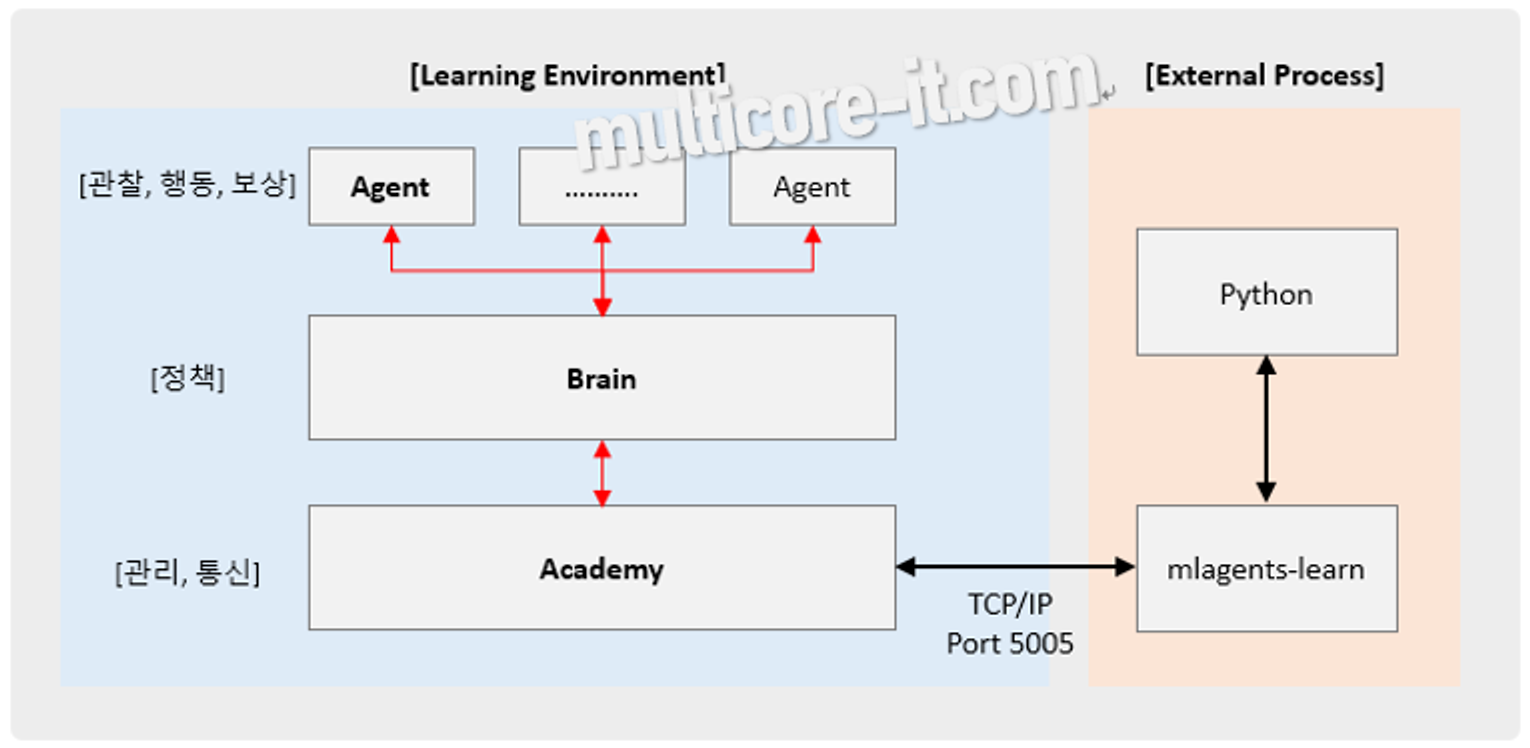 [Learning Environment]
[External Process]
multicore-it.com
[관찰, 행동, 보상]
Agent
..........
Agent
Python
[정책]
Brain
[관리, 통신]
Academy
mlagents-learn
TCP/IP
Port 5005